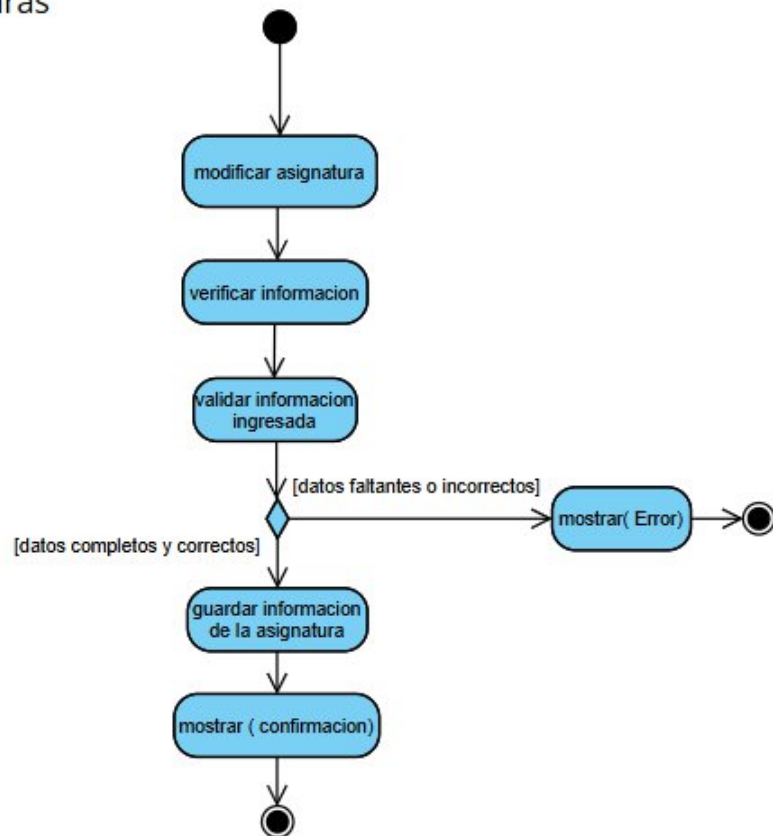 modificar asignatura
verificar informacion
validar informacion
ingresada
[datos faltantes o incorrectos]
mostrar( Error)
[datos completos y correctos]
guardar informacion
de la asignatura
mostrar ( confirmacion)